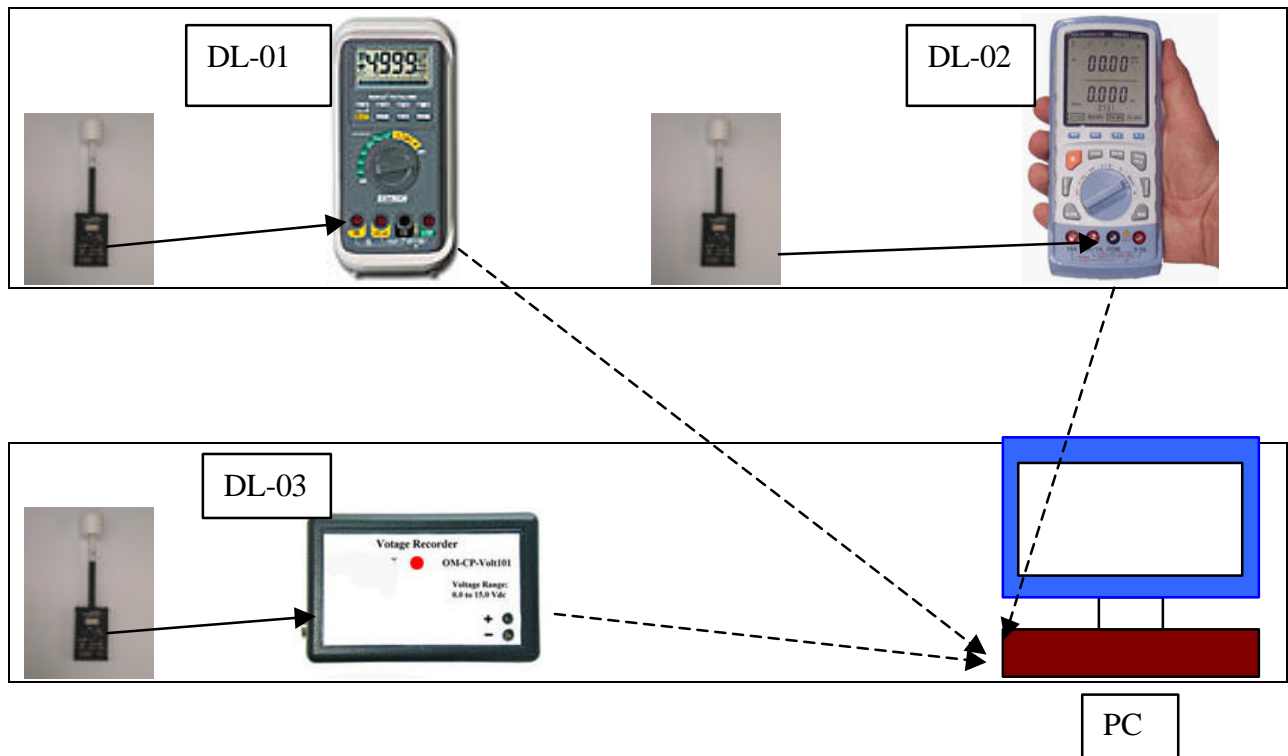 DL-01
4999
DL-02
00.00
0.000
EXTECH
DL-03
Votage Recorder
OM-CP-Volt101
Voltage Range:
0.0 to 15.0 Vdc
+
−
PC